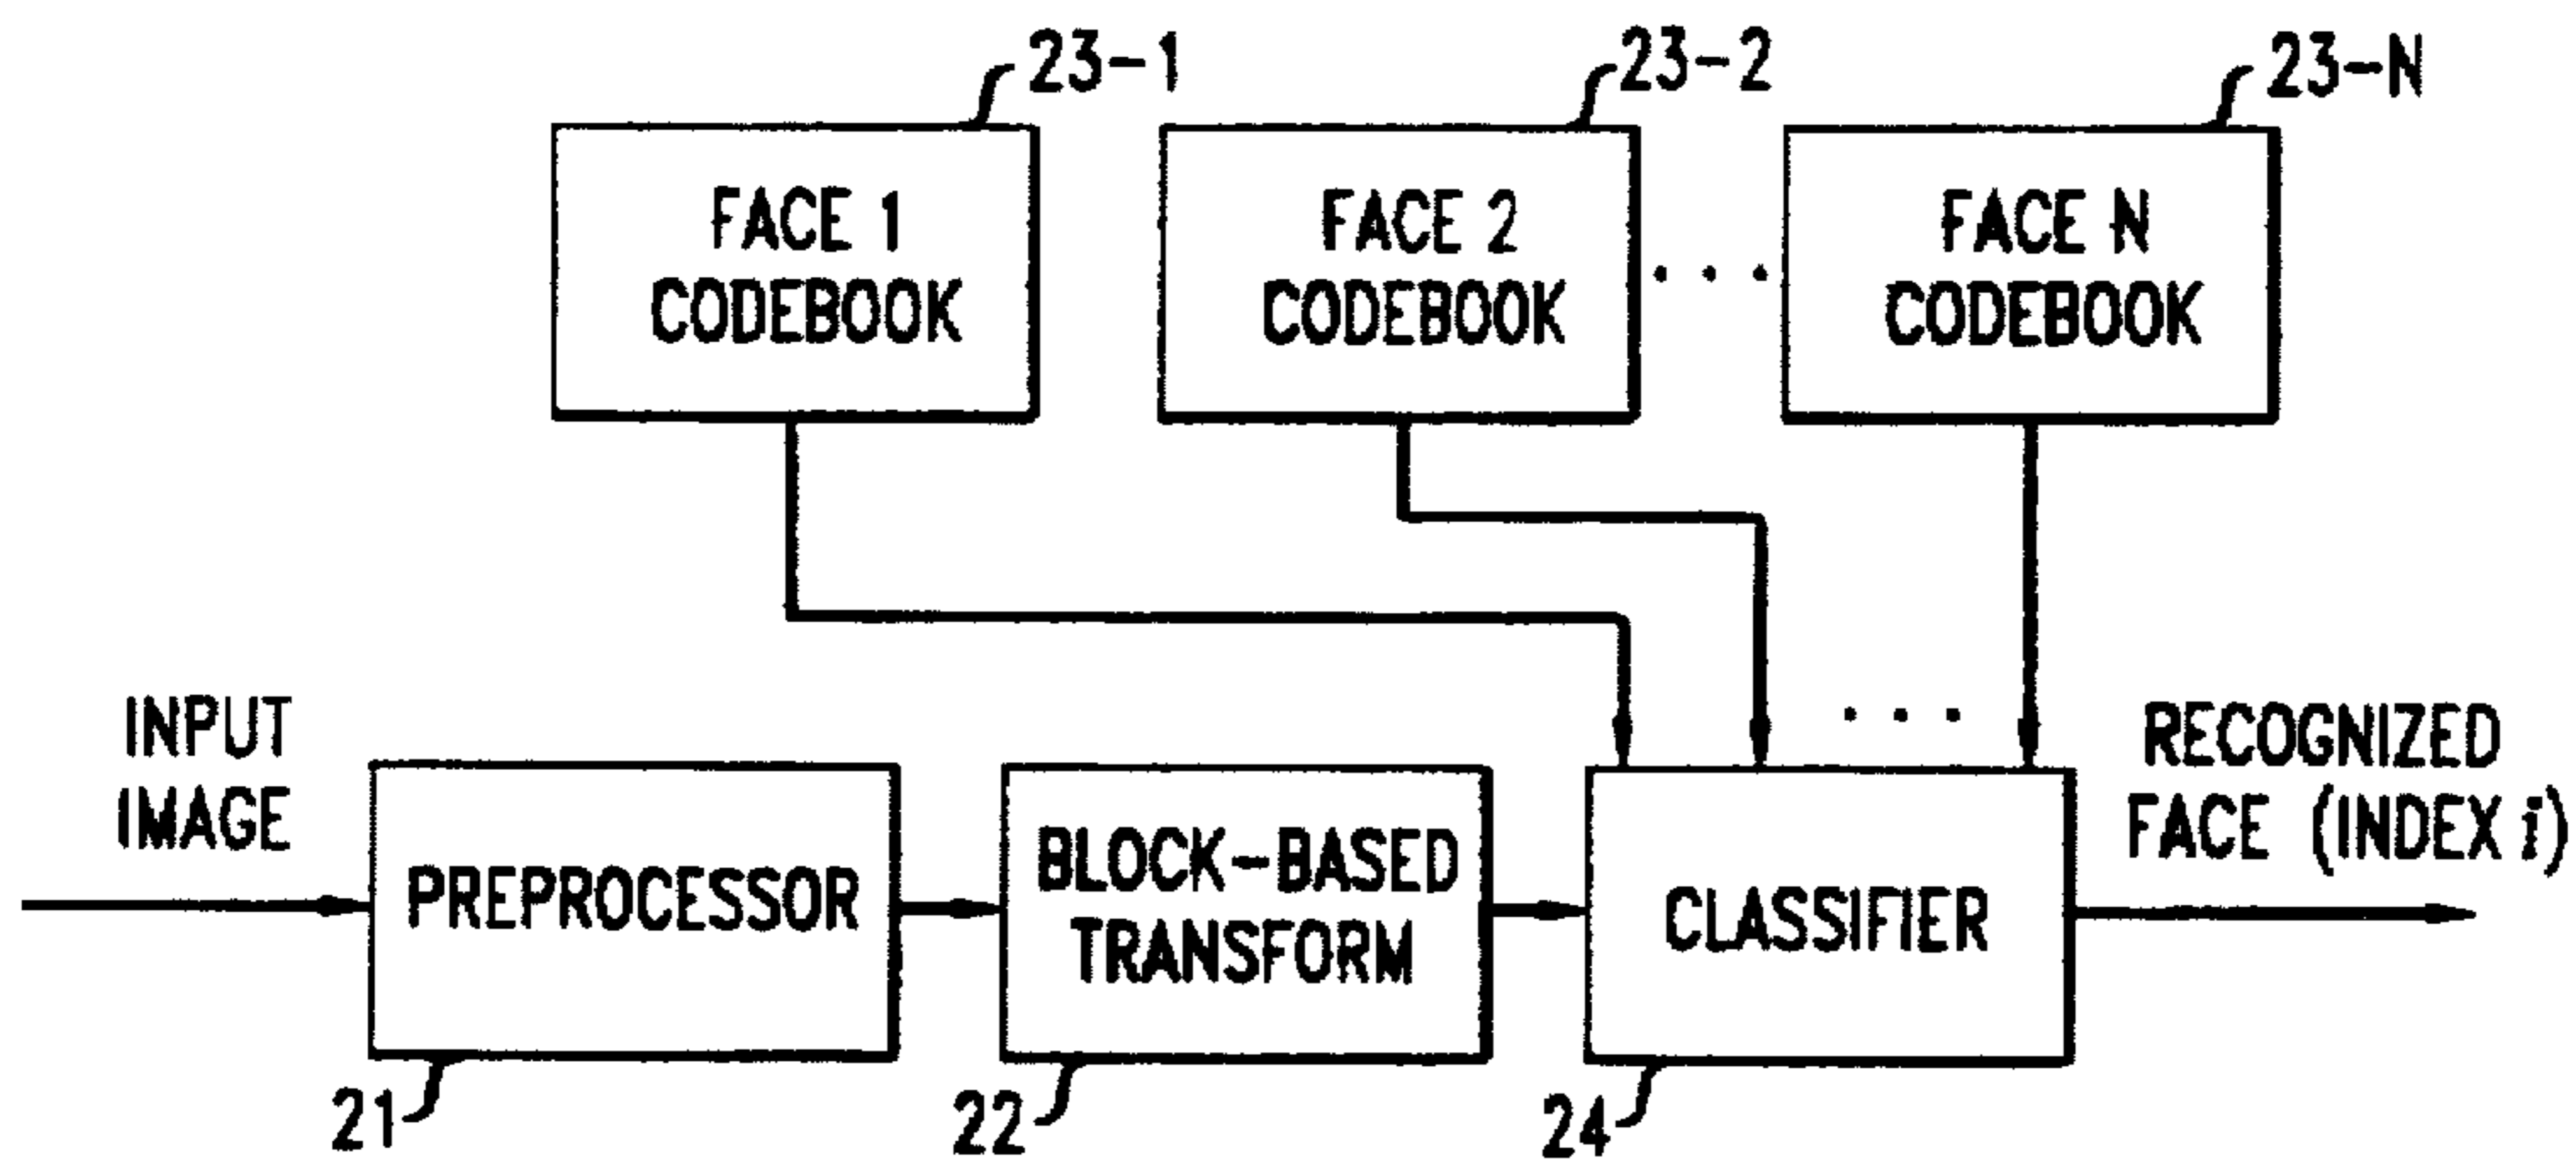 23-1
23-2
23-N
FACE 1
CODEBOOK
FACE 2
CODEBOOK
. . .
FACE N
CODEBOOK
INPUT
IMAGE
. . .
RECOGNIZED
FACE (INDEX i)
PREPROCESSOR
BLOCK-BASED
TRANSFORM
CLASSIFIER
21
22
24